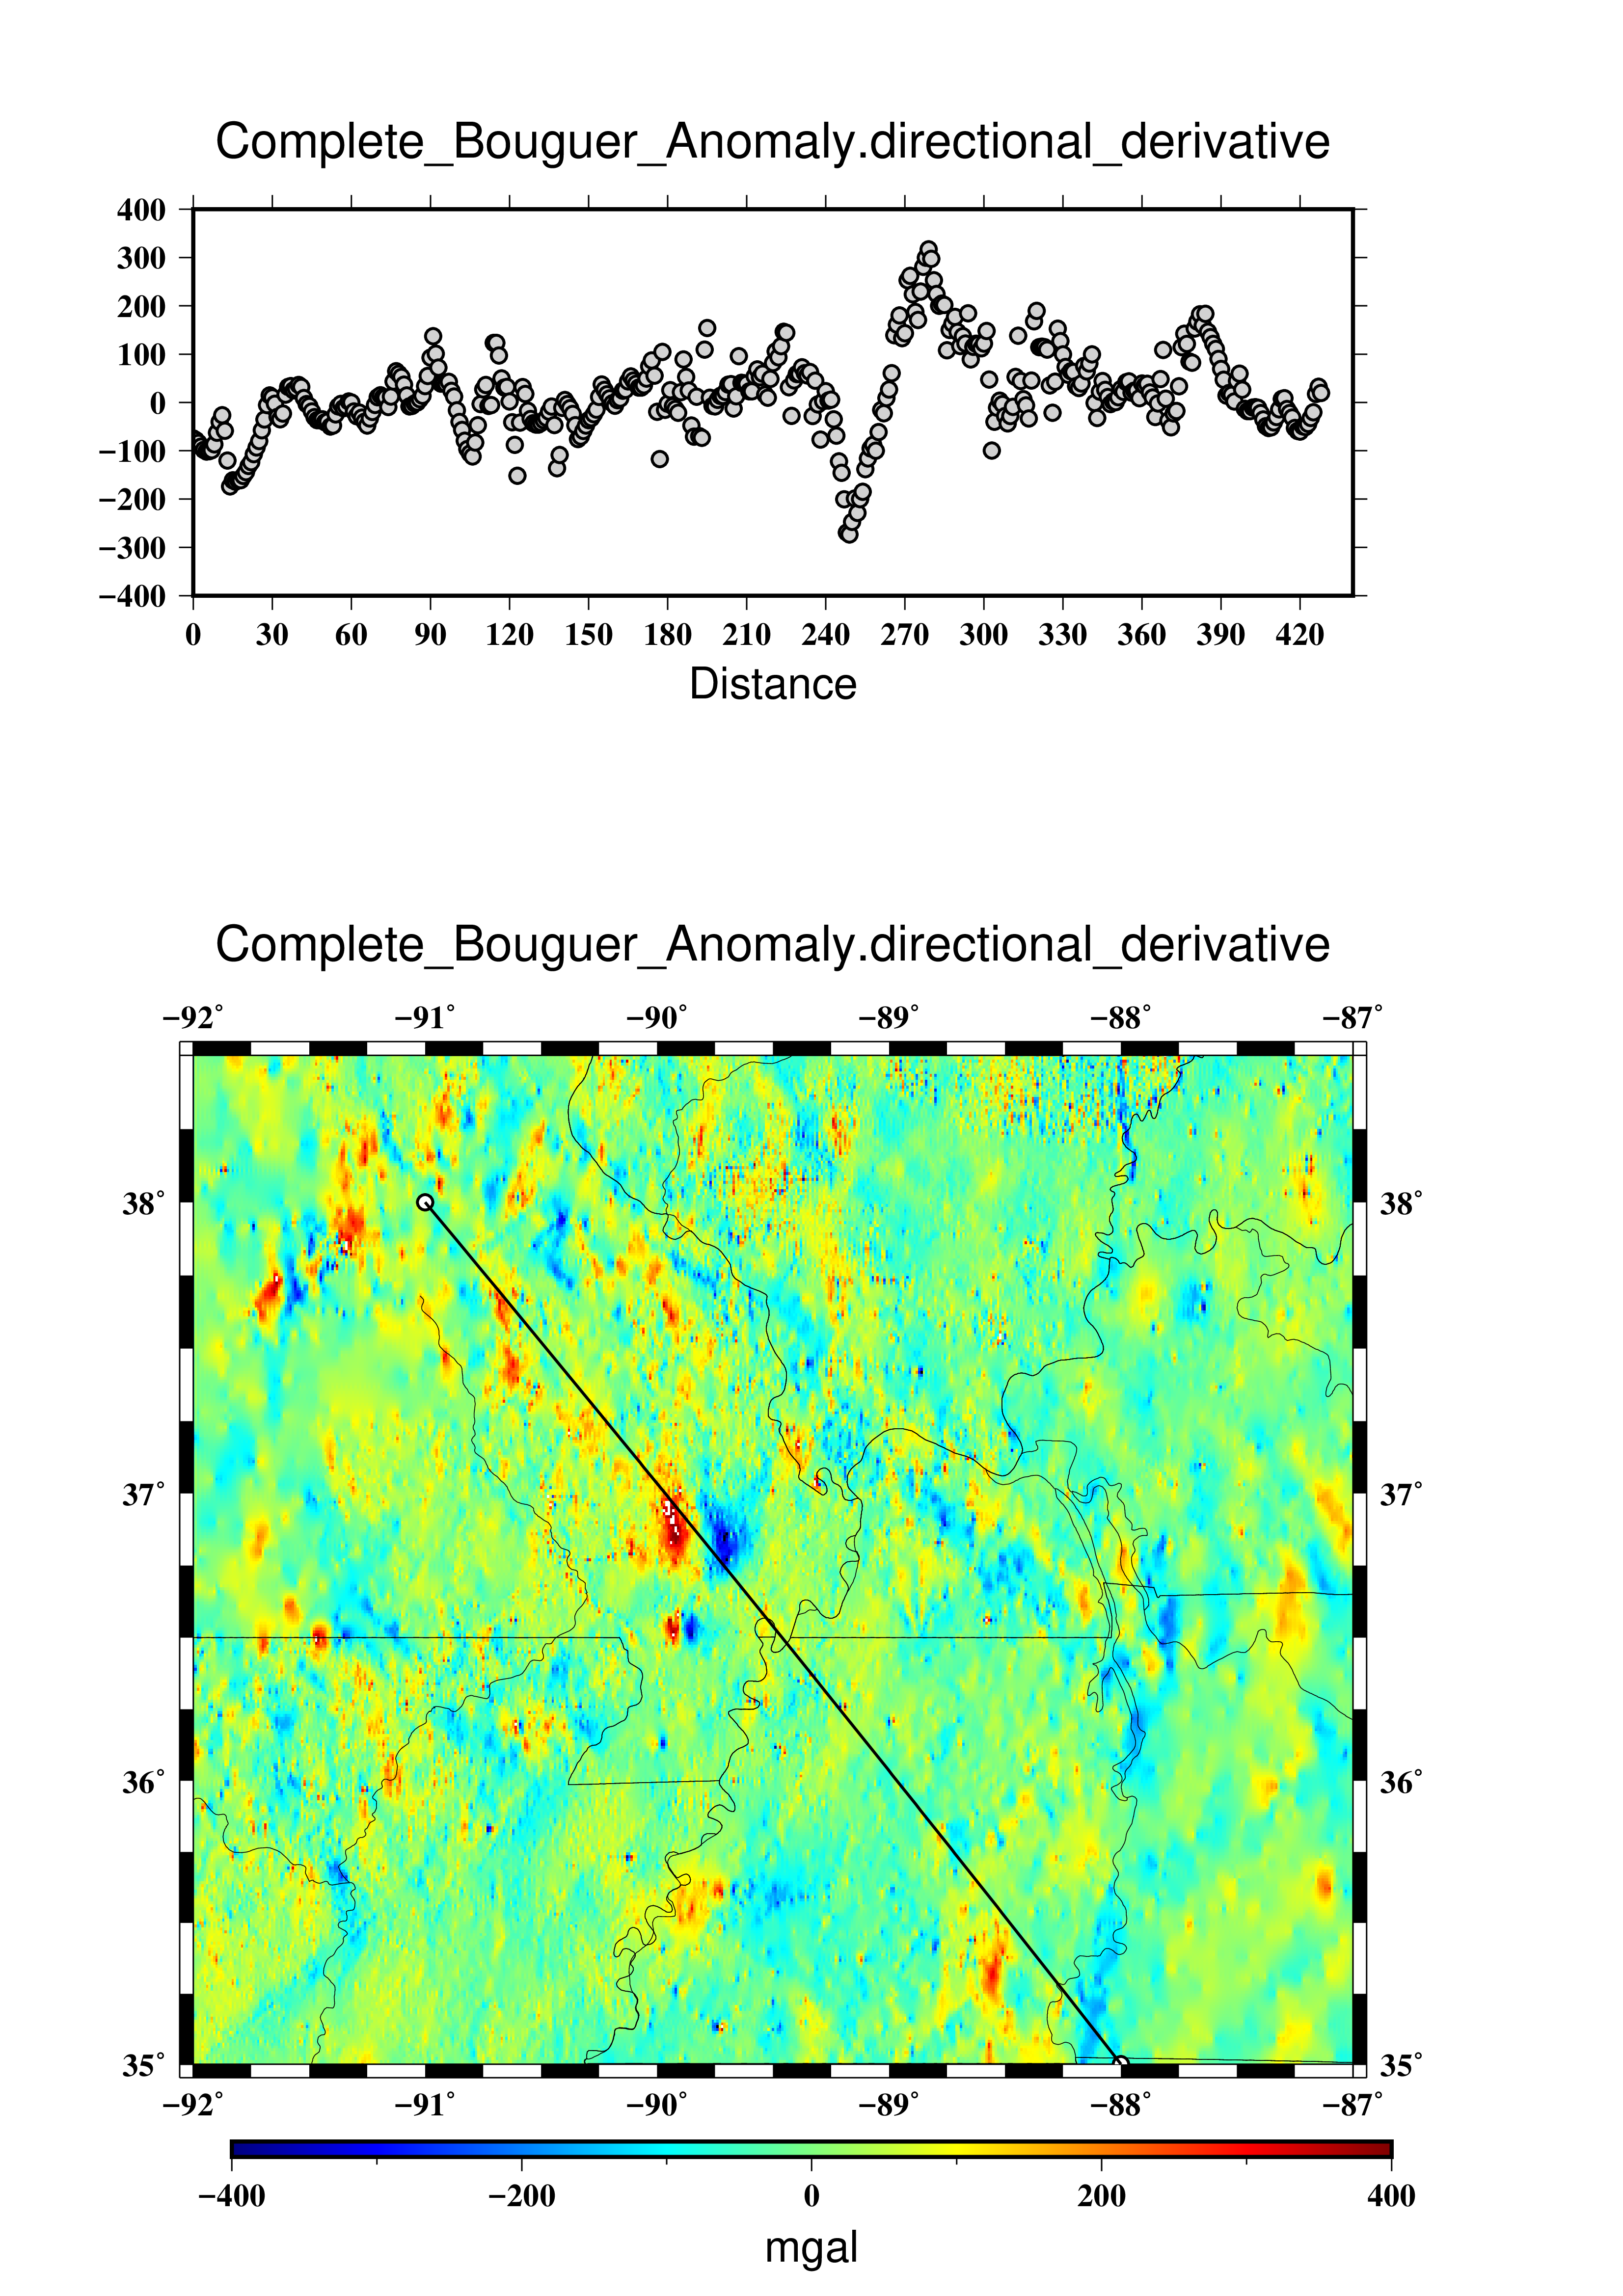 Complete_Bouguer_Anomaly.directional_derivative
400
300
200
100
0
−100
−200
−300
−400
0 30 60 90 120 150 180 210 240 270 300 330 360 390 420
Distance
Complete_Bouguer_Anomaly.directional_derivative
−92° −91° −90° −89° −88° −87°
38° 38°
37° 37°
36° 36°
35° 35°
−92° −91° −90° −89° −88° −87°
−400 −200 0 200 400
mgal